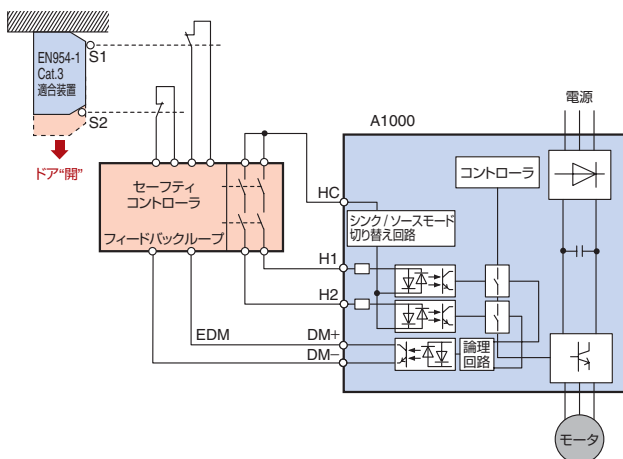 EN954-1
Cat.3
適合装置
S1
S2
ドア“開”
セーフティ
コントローラ
フィードバックループ
EDM
HC
H1
H2
DM+
DM−
A1000
電源
コントローラ
シンク/ソースモード
切り替え回路
論理
回路
モータ